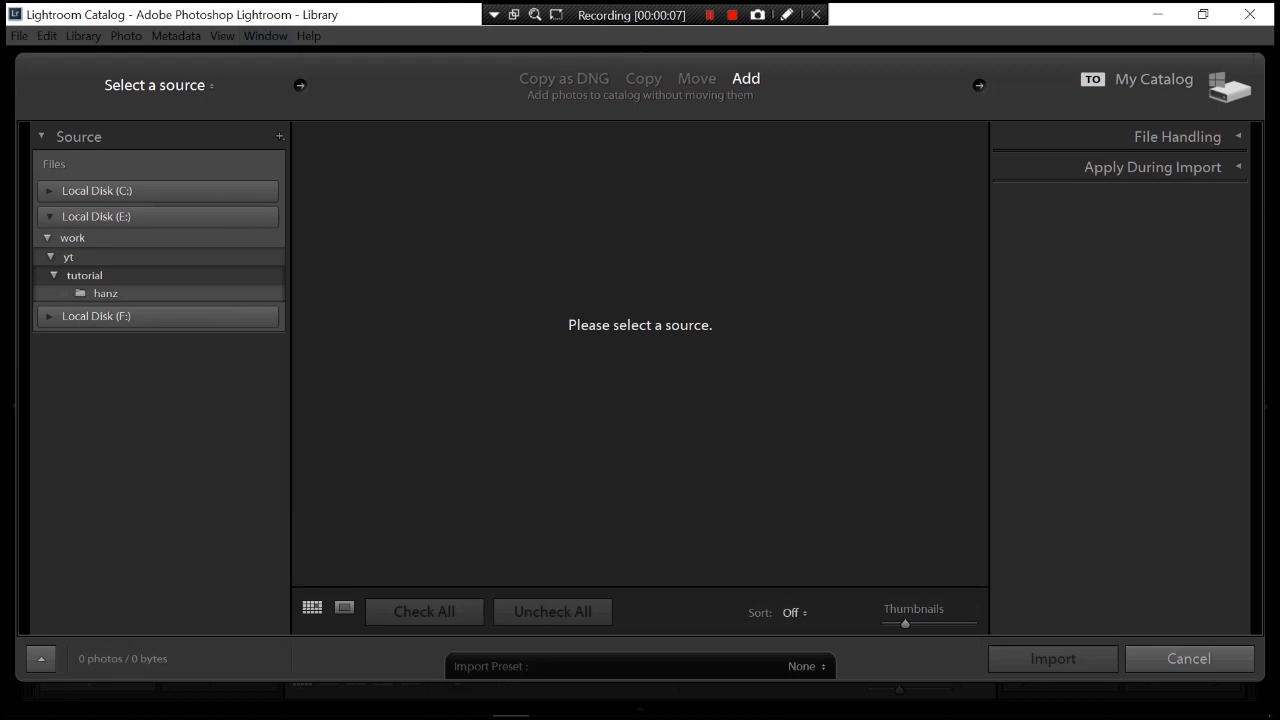 Lightroom Catalog - Adobe Photoshop Lightroom - Library
Recording [00:00:07]
File Edit Library Photo Metadata View Window Help
Select a source
Copy as DNG Copy Move Add
Add photos to catalog without moving them
TO My Catalog
Source
Files
Local Disk (C:)
Local Disk (E:)
work
yt
tutorial
hanz
Local Disk (F:)
Please select a source.
File Handling
Apply During Import
Check All Uncheck All Sort: Off Thumbnails
0 photos / 0 bytes
Import Preset : None
Import Cancel